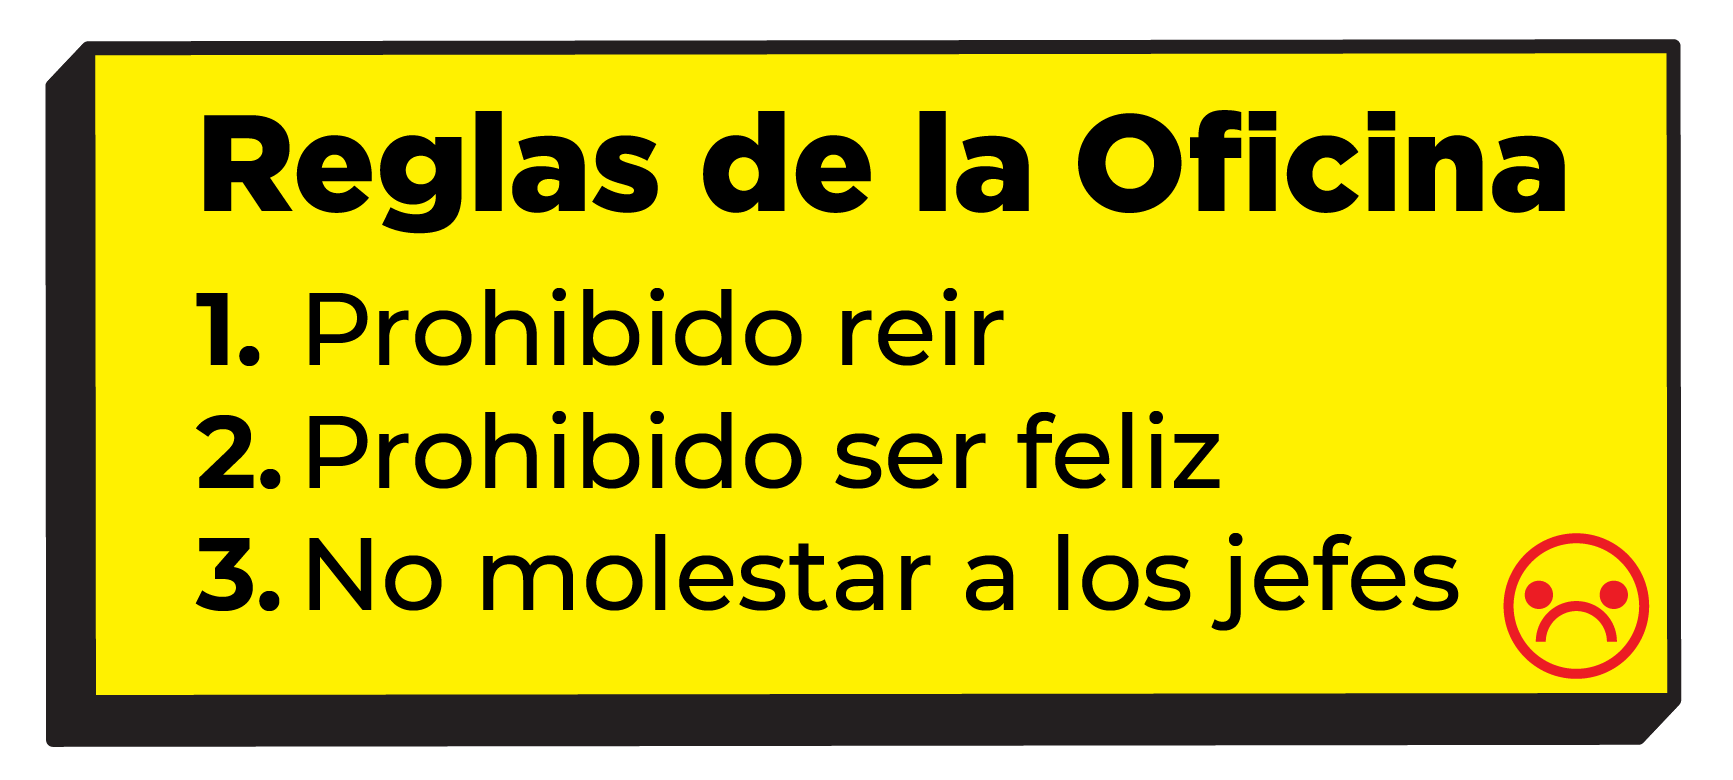 Reglas de la Oficina
1. Prohibido reir
2. Prohibido ser feliz
3. No molestar a los jefes